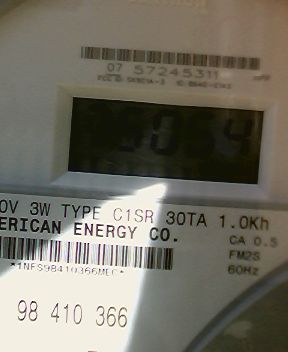 07 57245311
0V 3W TYPE C1SR 30TA 1.0Kh
ERICAN ENERGY CO.
CA 0.5
FM2S
60Hz
*1NFS98410366MEC*
98 410 366